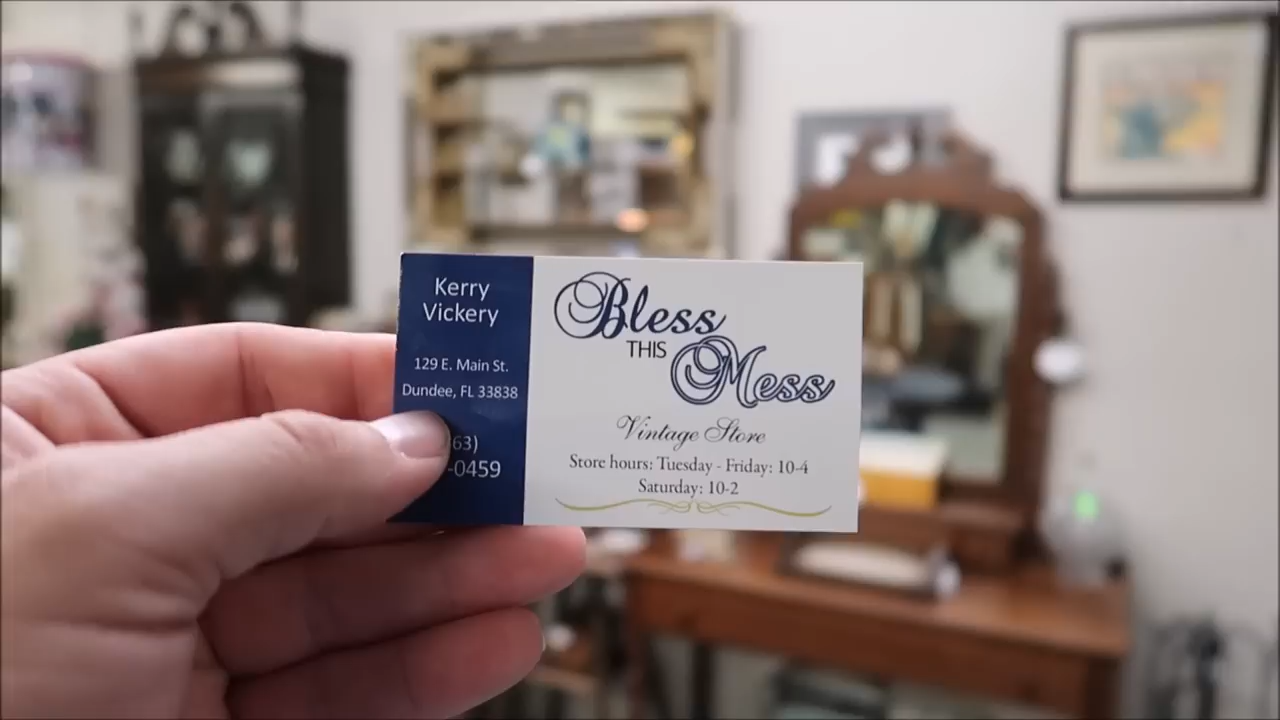 Kerry
Vickery
129 E. Main St.
Dundee, FL 33838
63)
-0459
Bless
THIS
Mess
Vintage Store
Store hours: Tuesday - Friday: 10-4
Saturday: 10-2